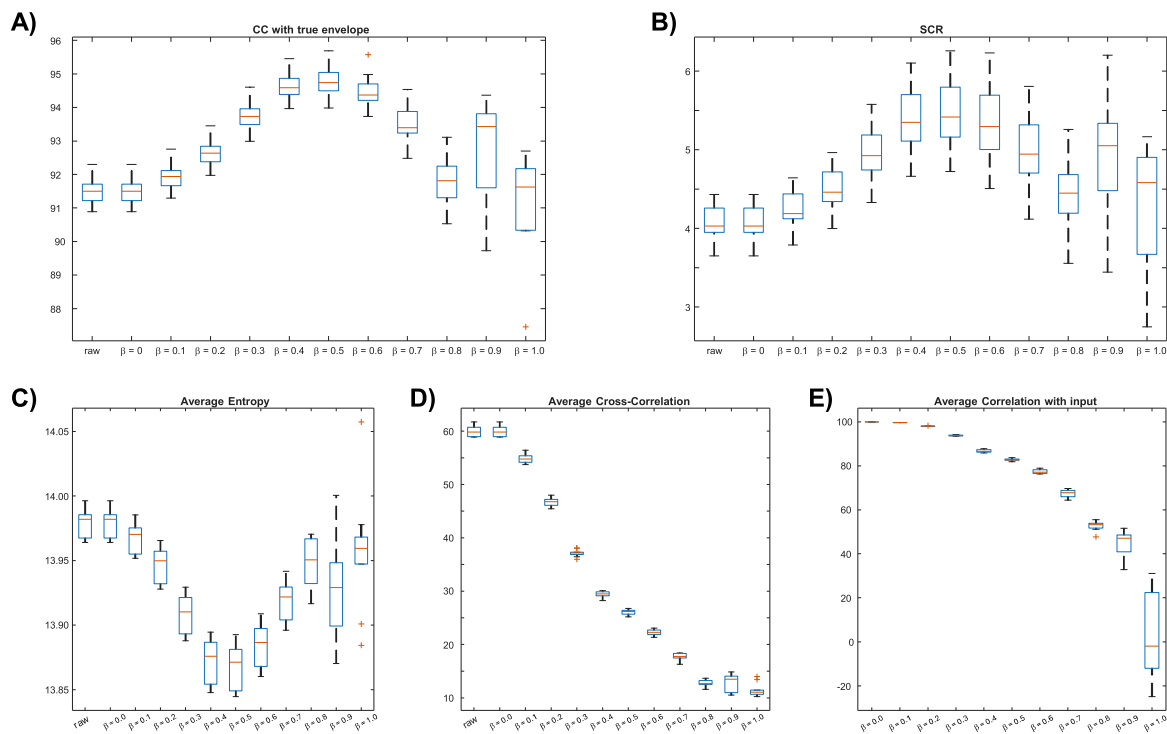 A)
CC with true envelope
96
95
94
93
92
91
90
89
88
raw
β = 0
β = 0.1
β = 0.2
β = 0.3
β = 0.4
β = 0.5
β = 0.6
β = 0.7
β = 0.8
β = 0.9
β = 1.0
B)
SCR
6
5
4
3
raw
β = 0
β = 0.1
β = 0.2
β = 0.3
β = 0.4
β = 0.5
β = 0.6
β = 0.7
β = 0.8
β = 0.9
β = 1.0
C)
Average Entropy
14.05
14.00
13.95
13.90
13.85
raw
β = 0.0
β = 0.1
β = 0.2
β = 0.3
β = 0.4
β = 0.5
β = 0.6
β = 0.7
β = 0.8
β = 0.9
β = 1.0
D)
Average Cross-Correlation
60
50
40
30
20
10
raw
β = 0.0
β = 0.1
β = 0.2
β = 0.3
β = 0.4
β = 0.5
β = 0.6
β = 0.7
β = 0.8
β = 0.9
β = 1.0
E)
Average Correlation with input
100
80
60
40
20
0
-20
β = 0.0
β = 0.1
β = 0.2
β = 0.3
β = 0.4
β = 0.5
β = 0.6
β = 0.7
β = 0.8
β = 0.9
β = 1.0